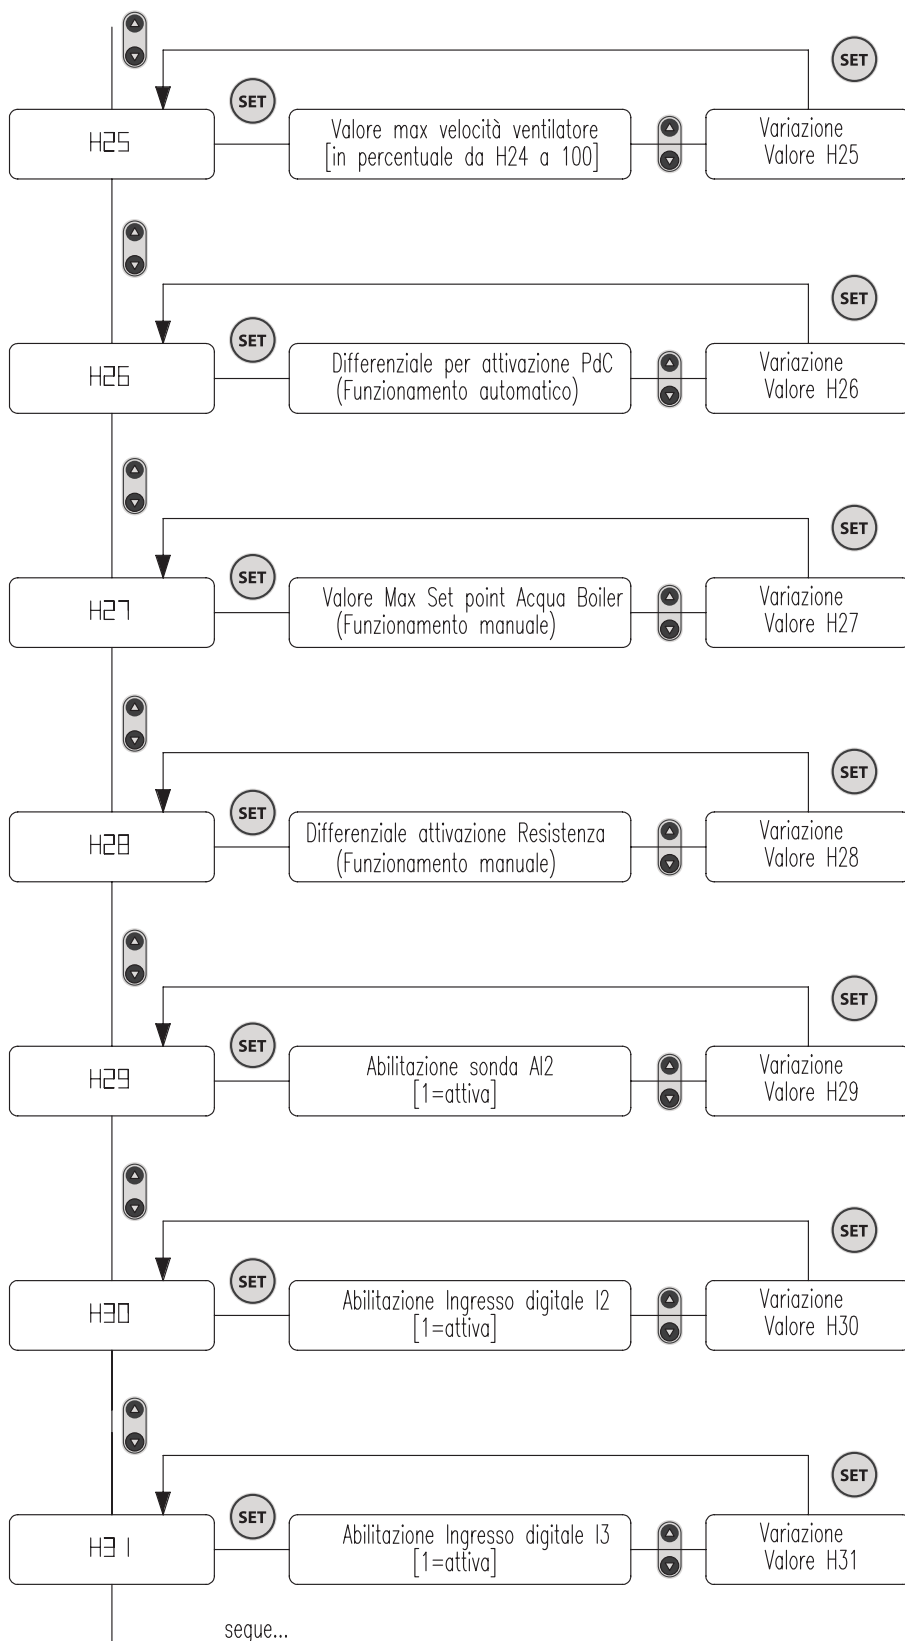 SET
SET
H25
Valore max velocità ventilatore
[in percentuale da H24 a 100]
Variazione
Valore H25
SET
SET
H26
Differenziale per attivazione PdC
(Funzionamento automatico)
Variazione
Valore H26
SET
SET
H27
Valore Max Set point Acqua Boiler
(Funzionamento manuale)
Variazione
Valore H27
SET
SET
H28
Differenziale attivazione Resistenza
(Funzionamento manuale)
Variazione
Valore H28
SET
SET
H29
Abilitazione sonda AI2
[1=attiva]
Variazione
Valore H29
SET
SET
H30
Abilitazione Ingresso digitale I2
[1=attiva]
Variazione
Valore H30
SET
SET
H31
Abilitazione Ingresso digitale I3
[1=attiva]
Variazione
Valore H31
segue...